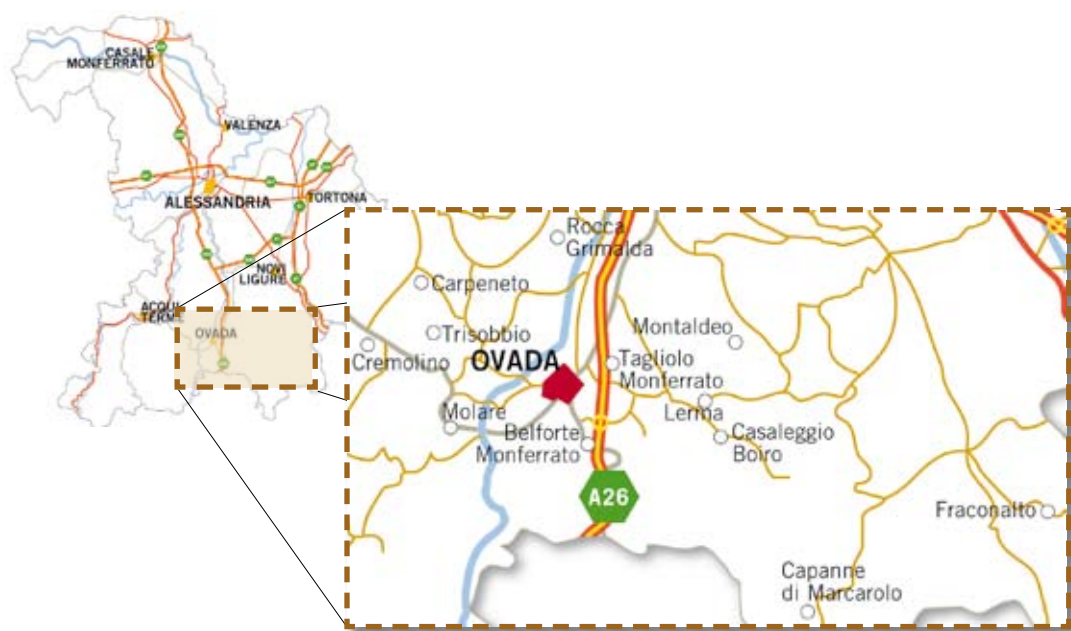 CASALE
MONFERRATO
VALENZA
ALESSANDRIA
TORTONA
NOVI
LIGURE
ACQUI
TERME
OVADA
Rocca
Grimalda
Carpeneto
Trisobbio
Montaldeo
Cremolino
OVADA
Tagliolo
Monferrato
Molare
Lerma
Belforte
Monferrato
Casaleggio
Boiro
A26
Fraconalto
Capanne
di Marcarolo